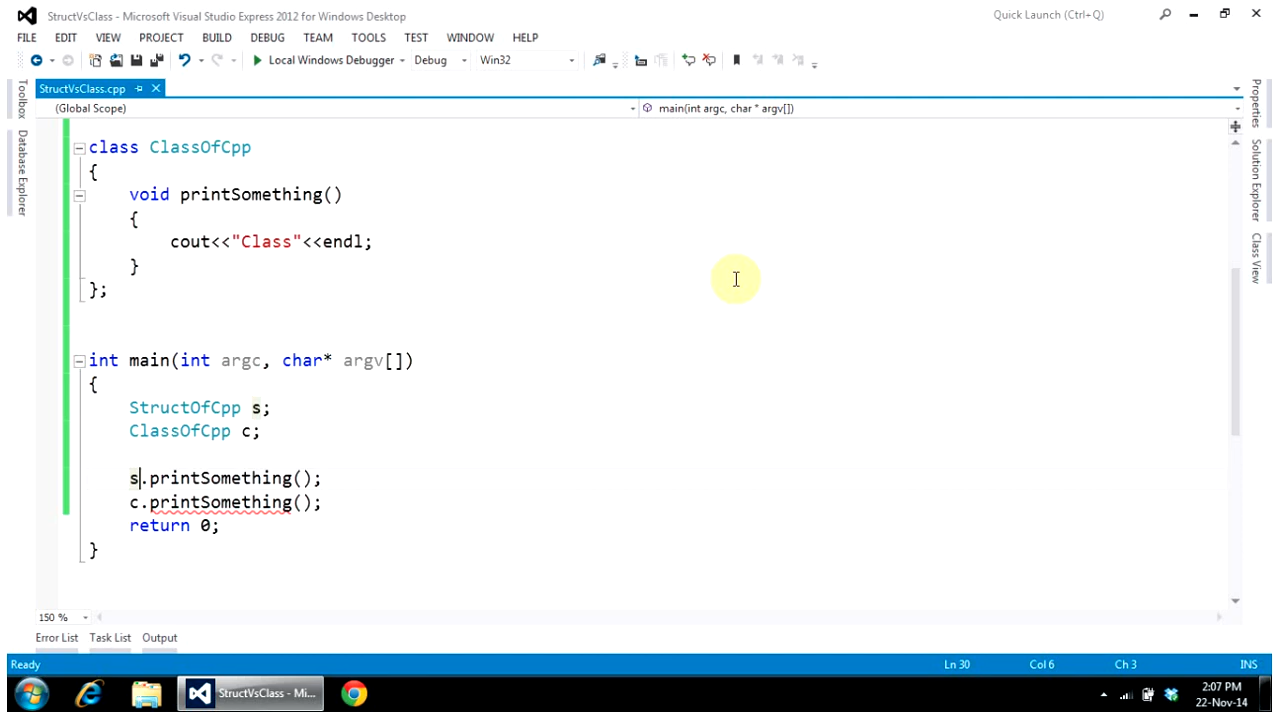 StructVsClass - Microsoft Visual Studio Express 2012 for Windows Desktop
Quick Launch (Ctrl+Q)
FILE EDIT VIEW PROJECT BUILD DEBUG TEAM TOOLS TEST WINDOW HELP
Local Windows Debugger Debug Win32
StructVsClass.cpp
(Global Scope) main(int argc, char * argv[])
Toolbox
Database Explorer
class ClassOfCpp
{
void printSomething()
{
cout<<"Class"<<endl;
}
};
int main(int argc, char* argv[])
{
StructOfCpp s;
ClassOfCpp c;
s.printSomething();
c.printSomething();
return 0;
}
Properties
Solution Explorer
Class View
150 %
Error List Task List Output
Ready Ln 30 Col 6 Ch 3 INS
StructVsClass - Mi...
2:07 PM
22-Nov-14